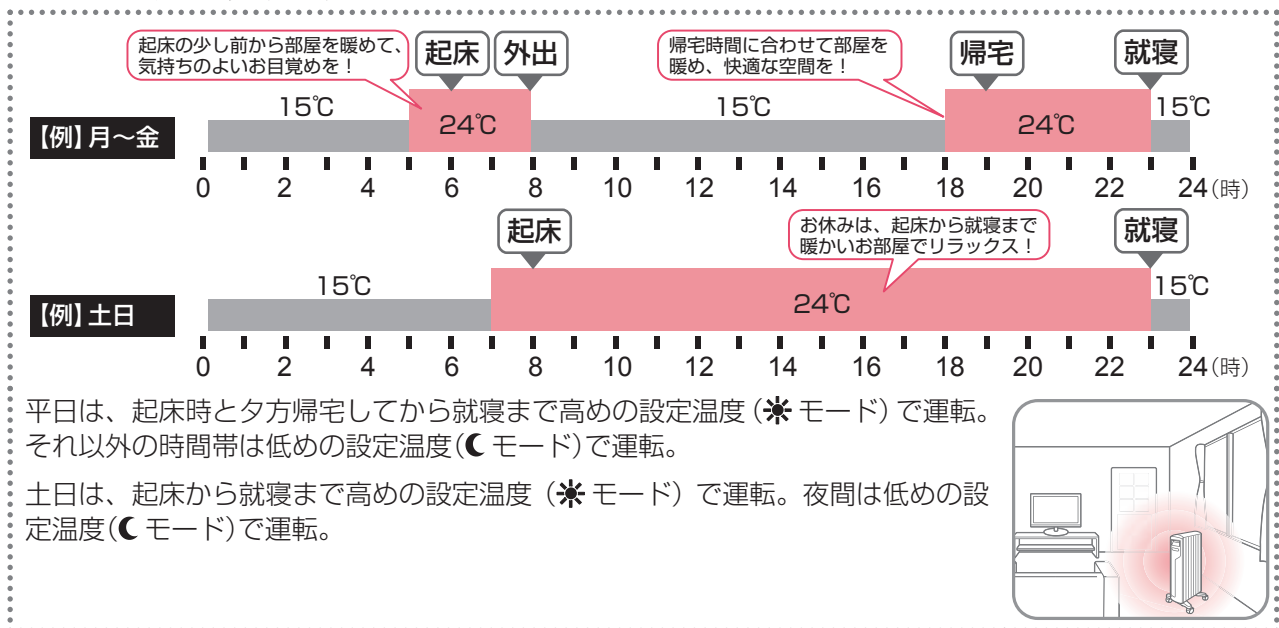 起床の少し前から部屋を暖めて、
気持ちのよいお目覚めを！
起床
外出
帰宅時間に合わせて部屋を
暖め、快適な空間を！
帰宅
就寝
15℃
24℃
15℃
24℃
15℃
【例】月～金
0 2 4 6 8 10 12 14 16 18 20 22 24(時)
起床
お休みは、起床から就寝まで
暖かいお部屋でリラックス！
就寝
15℃
24℃
15℃
【例】土日
0 2 4 6 8 10 12 14 16 18 20 22 24(時)
平日は、起床時と夕方帰宅してから就寝まで高めの設定温度(☀モード)で運転。
それ以外の時間帯は低めの設定温度(☾モード)で運転。
土日は、起床から就寝まで高めの設定温度（☀モード）で運転。夜間は低めの設
定温度(☾モード)で運転。